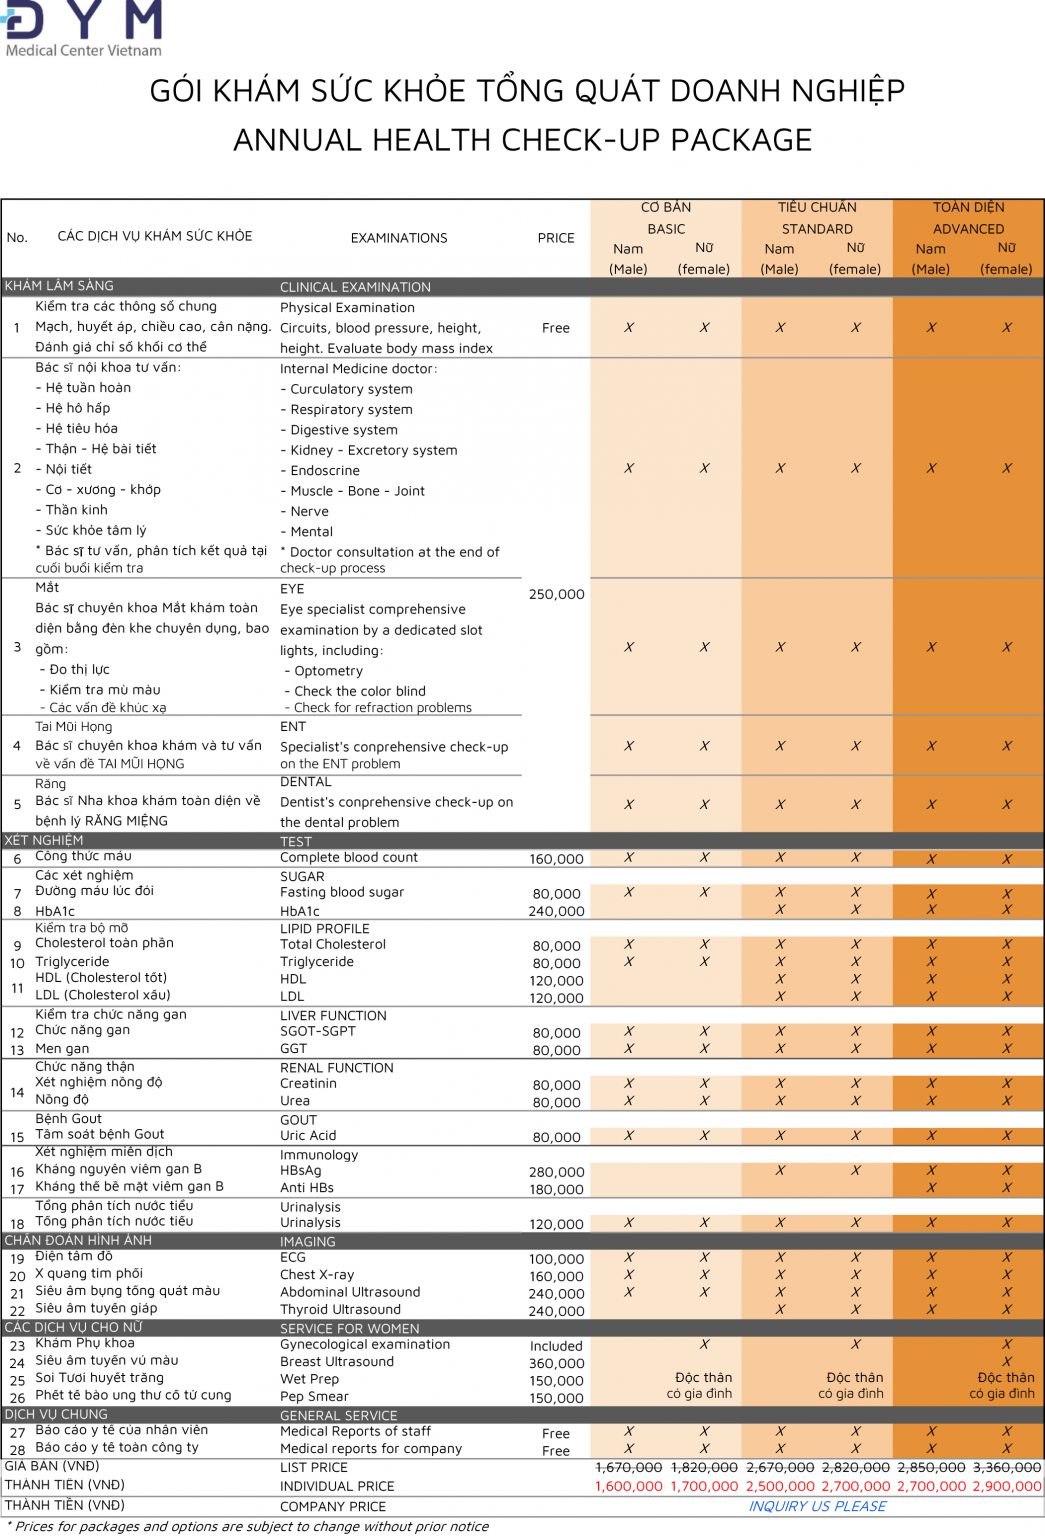 DYM
Medical Center Vietnam
GÓI KHÁM SỨC KHỎE TỔNG QUÁT DOANH NGHIỆP
ANNUAL HEALTH CHECK-UP PACKAGE
No. CÁC DỊCH VỤ KHÁM SỨC KHỎE EXAMINATIONS PRICE CƠ BẢN BASIC TIÊU CHUẨN STANDARD TOÀN DIỆN ADVANCED
Nam (Male) Nữ (female) Nam (Male) Nữ (female) Nam (Male) Nữ (female)
KHÁM LÂM SÀNG CLINICAL EXAMINATION
Kiểm tra các thông số chung Physical Examination
1 Mạch, huyết áp, chiều cao, cân nặng. Circuits, blood pressure, height, Free X X X X X X
Đánh giá chỉ số khối cơ thể height. Evaluate body mass index
Bác sĩ nội khoa tư vấn: Internal Medicine doctor:
- Hệ tuần hoàn - Curculatory system
- Hệ hô hấp - Respiratory system
- Hệ tiêu hóa - Digestive system
- Thận - Hệ bài tiết - Kidney - Excretory system
2 - Nội tiết - Endoscrine X X X X X X
- Cơ - xương - khớp - Muscle - Bone - Joint
- Thần kinh - Nerve
- Sức khỏe tâm lý - Mental
* Bác sĩ tư vấn, phân tích kết quả tại * Doctor consultation at the end of
cuối buổi kiểm tra check-up process
Mắt EYE 250,000
Bác sĩ chuyên khoa Mắt khám toàn Eye specialist comprehensive
diện bằng đèn khe chuyên dụng, bao examination by a dedicated slot
3 gồm: lights, including: X X X X X X
- Đo thị lực - Optometry
- Kiểm tra mù màu - Check the color blind
- Các vấn đề khúc xạ - Check for refraction problems
Tai Mũi Họng ENT
4 Bác sĩ chuyên khoa khám và tư vấn Specialist's conprehensive check-up X X X X X X
về vấn đề TAI MŨI HỌNG on the ENT problem
Răng DENTAL
5 Bác sĩ Nha khoa khám toàn diện về Dentist's conprehensive check-up on X X X X X X
bệnh lý RĂNG MIỆNG the dental problem
XÉT NGHIỆM TEST
6 Công thức máu Complete blood count 160,000 X X X X X X
Các xét nghiệm SUGAR
7 Đường máu lúc đói Fasting blood sugar 80,000 X X X X X X
8 HbA1c HbA1c 240,000 X X X X
Kiểm tra bộ mỡ LIPID PROFILE
9 Cholesterol toàn phần Total Cholesterol 80,000 X X X X X X
10 Triglyceride Triglyceride 80,000 X X X X X X
11 HDL (Cholesterol tốt) HDL 120,000 X X X X
LDL (Cholesterol xấu) LDL 120,000 X X X X
Kiểm tra chức năng gan LIVER FUNCTION
12 Chức năng gan SGOT-SGPT 80,000 X X X X X X
13 Men gan GGT 80,000 X X X X X X
Chức năng thận RENAL FUNCTION
14 Xét nghiệm nồng độ Creatinin 80,000 X X X X X X
Nồng độ Urea 80,000 X X X X X X
Bệnh Gout GOUT
15 Tầm soát bệnh Gout Uric Acid 80,000 X X X X X X
Xét nghiệm miễn dịch Immunology
16 Kháng nguyên viêm gan B HBsAg 280,000 X X X X
17 Kháng thể bề mặt viêm gan B Anti HBs 180,000 X X
Tổng phân tích nước tiểu Urinalysis
18 Tổng phân tích nước tiểu Urinalysis 120,000 X X X X X X
CHẨN ĐOÁN HÌNH ẢNH IMAGING
19 Điện tâm đồ ECG 100,000 X X X X X X
20 X quang tim phổi Chest X-ray 160,000 X X X X X X
21 Siêu âm bụng tổng quát màu Abdominal Ultrasound 240,000 X X X X X X
22 Siêu âm tuyến giáp Thyroid Ultrasound 240,000 X X X X
CÁC DỊCH VỤ CHO NỮ SERVICE FOR WOMEN
23 Khám Phụ khoa Gynecological examination Included X X X
24 Siêu âm tuyến vú màu Breast Ultrasound 360,000 X
25 Soi Tươi huyết trắng Wet Prep 150,000 Độc thân Độc thân Độc thân
26 Phết tế bào ung thư cổ tử cung Pep Smear 150,000 có gia đình có gia đình có gia đình
DỊCH VỤ CHUNG GENERAL SERVICE
27 Báo cáo y tế của nhân viên Medical Reports of staff Free X X X X X X
28 Báo cáo y tế toàn công ty Medical reports for company Free X X X X X X
GIÁ BÁN (VNĐ) LIST PRICE 1,670,000 1,820,000 2,670,000 2,820,000 2,850,000 3,360,000
THÀNH TIỀN (VNĐ) INDIVIDUAL PRICE 1,600,000 1,700,000 2,500,000 2,700,000 2,700,000 2,900,000
THÀNH TIỀN (VNĐ) COMPANY PRICE INQUIRY US PLEASE
* Prices for packages and options are subject to change without prior notice